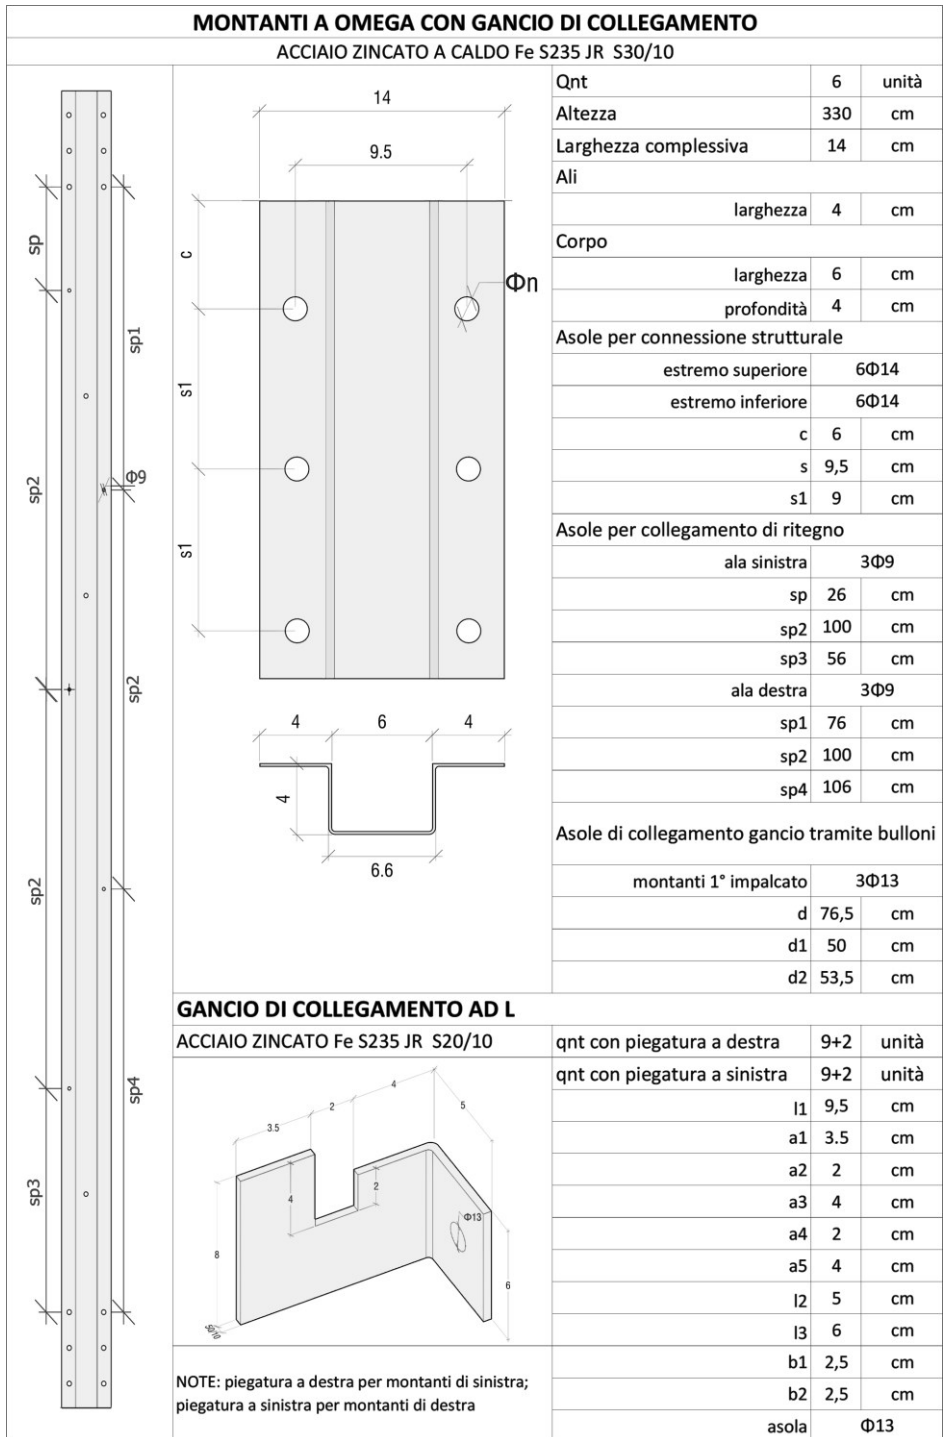 MONTANTI A OMEGA CON GANCIO DI COLLEGAMENTO
ACCIAIO ZINCATO A CALDO Fe S235 JR S30/10
sp
sp2
sp2
sp3
sp1
Φ9
sp2
sp4
14
9.5
c
Φn
s1
s1
4 6 4
4
6.6
Qnt 6 unità
Altezza 330 cm
Larghezza complessiva 14 cm
Ali
larghezza 4 cm
Corpo
larghezza 6 cm
profondità 4 cm
Asole per connessione strutturale
estremo superiore 6Φ14
estremo inferiore 6Φ14
c 6 cm
s 9,5 cm
s1 9 cm
Asole per collegamento di ritegno
ala sinistra 3Φ9
sp 26 cm
sp2 100 cm
sp3 56 cm
ala destra 3Φ9
sp1 76 cm
sp2 100 cm
sp4 106 cm
Asole di collegamento gancio tramite bulloni
montanti 1° impalcato 3Φ13
d 76,5 cm
d1 50 cm
d2 53,5 cm
GANCIO DI COLLEGAMENTO AD L
ACCIAIO ZINCATO Fe S235 JR S20/10
3.5
2
4
5
4
2
Φ13
8
6
S20/10
NOTE: piegatura a destra per montanti di sinistra;
piegatura a sinistra per montanti di destra
qnt con piegatura a destra 9+2 unità
qnt con piegatura a sinistra 9+2 unità
l1 9,5 cm
a1 3.5 cm
a2 2 cm
a3 4 cm
a4 2 cm
a5 4 cm
l2 5 cm
l3 6 cm
b1 2,5 cm
b2 2,5 cm
asola Φ13